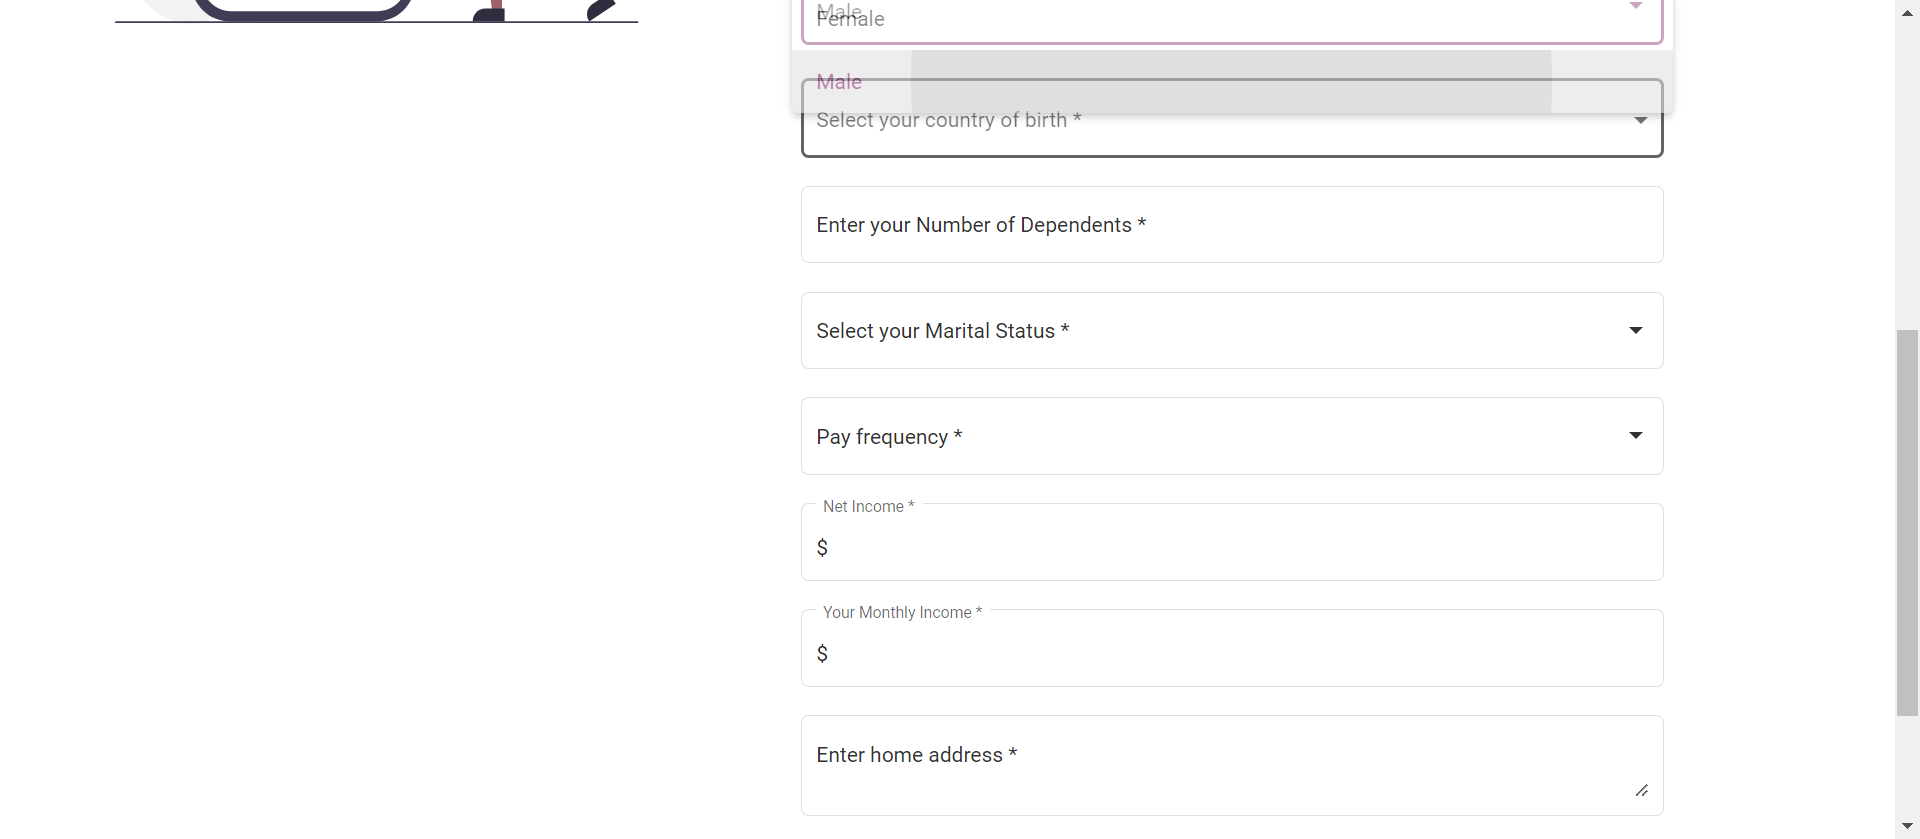 Male
Female
Male
Select your country of birth *
Enter your Number of Dependents *
Select your Marital Status *
Pay frequency *
Net Income *
$
Your Monthly Income *
$
Enter home address *